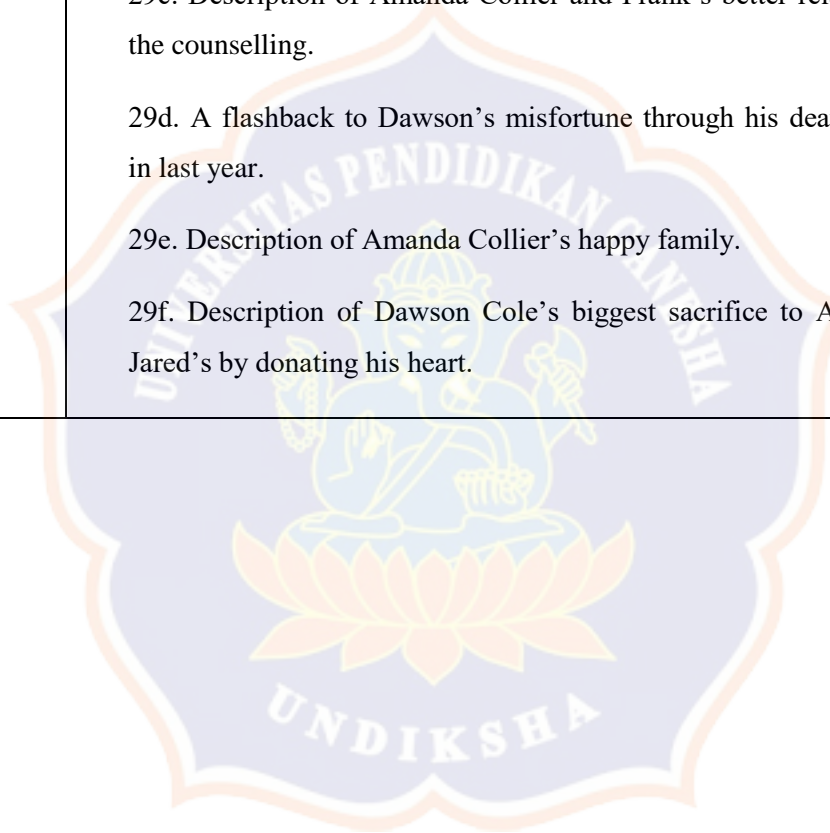 29c. Description of Amanda Collier and Frank's better
the counselling.
29d. A flashback to Dawson's misfortune through his
in last year.
29e. Description of Amanda Collier's happy family.
29f. Description of Dawson Cole's biggest sacrifice to
Jared's by donating his heart.
UNIVERSITAS PENDIDIKAN GANESHA
UNDIKSHA